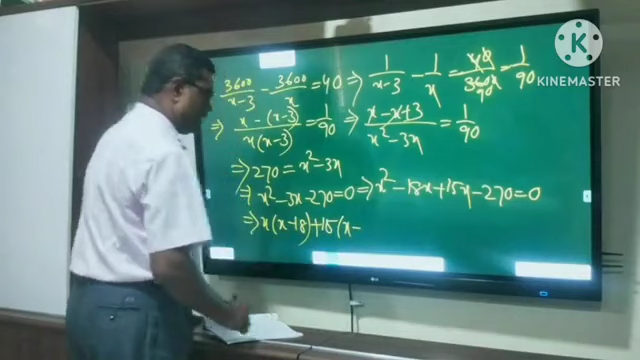 3600/(x-3) - 3600/x = 40 ⇒ 1/(x-3) - 1/x = 40/3600 = 1/90
⇒ x-(x-3)/x(x-3) = 1/90 ⇒ x-x+3/x²-3x = 1/90
⇒ 270 = x²-3x
⇒ x²-3x-270=0 ⇒ x²-18x+15x-270=0
⇒ x(x-18)+15(x-
K
KINEMASTER
LG